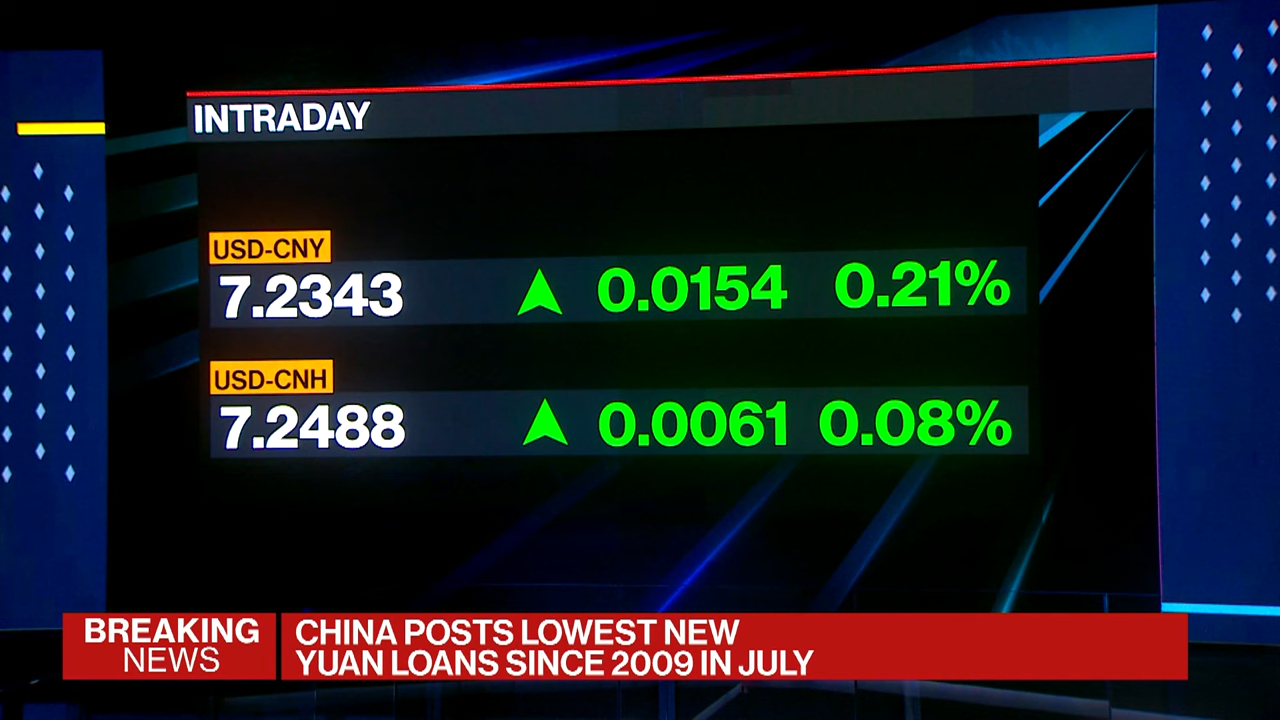 INTRADAY
USD-CNY
7.2343 ▲ 0.0154 0.21%
USD-CNH
7.2488 ▲ 0.0061 0.08%
BREAKING NEWS
CHINA POSTS LOWEST NEW
YUAN LOANS SINCE 2009 IN JULY